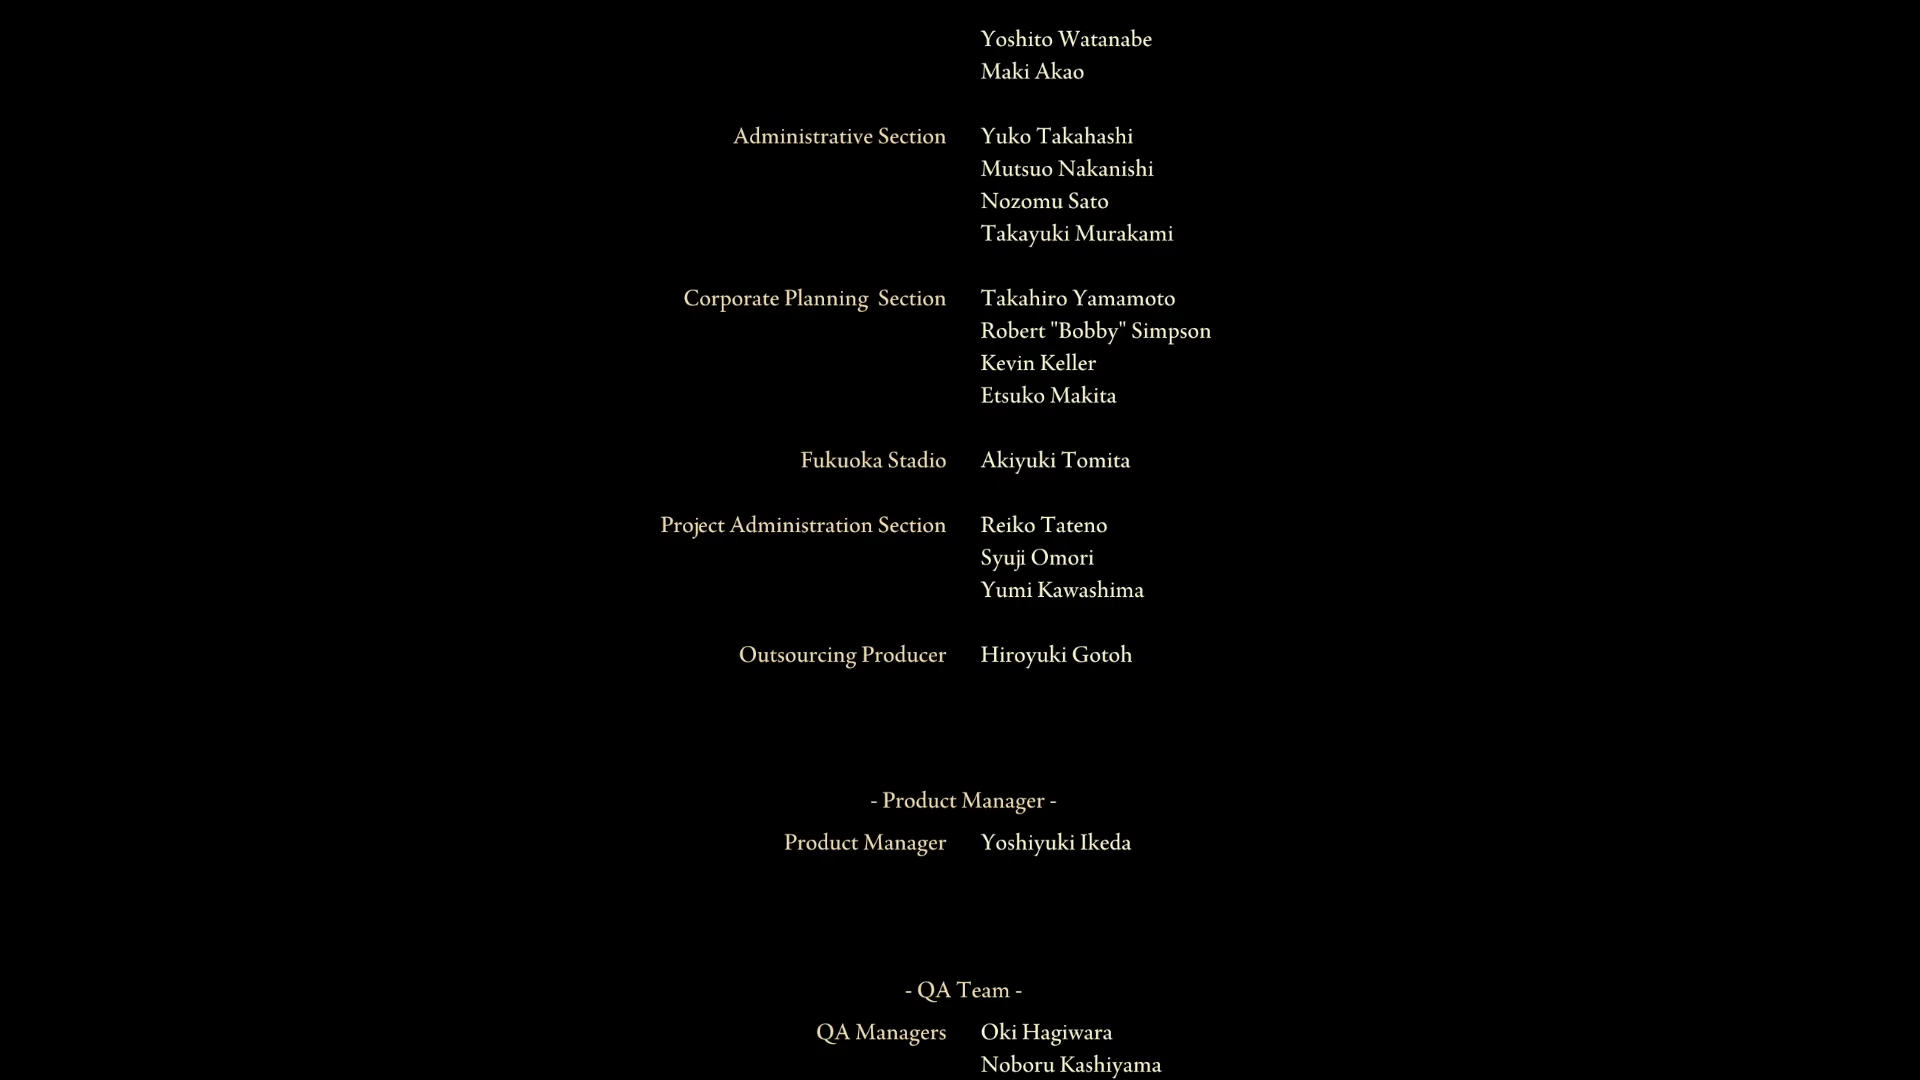 Yoshito Watanabe
Maki Akao
Administrative Section Yuko Takahashi
Mutsuo Nakanishi
Nozomu Sato
Takayuki Murakami
Corporate Planning  Section Takahiro Yamamoto
Robert "Bobby" Simpson
Kevin Keller
Etsuko Makita
Fukuoka Stadio Akiyuki Tomita
Project Administration Section Reiko Tateno
Syuji Omori
Yumi Kawashima
Outsourcing Producer Hiroyuki Gotoh
- Product Manager -
Product Manager Yoshiyuki Ikeda
- QA Team -
QA Managers Oki Hagiwara
Noboru Kashiyama